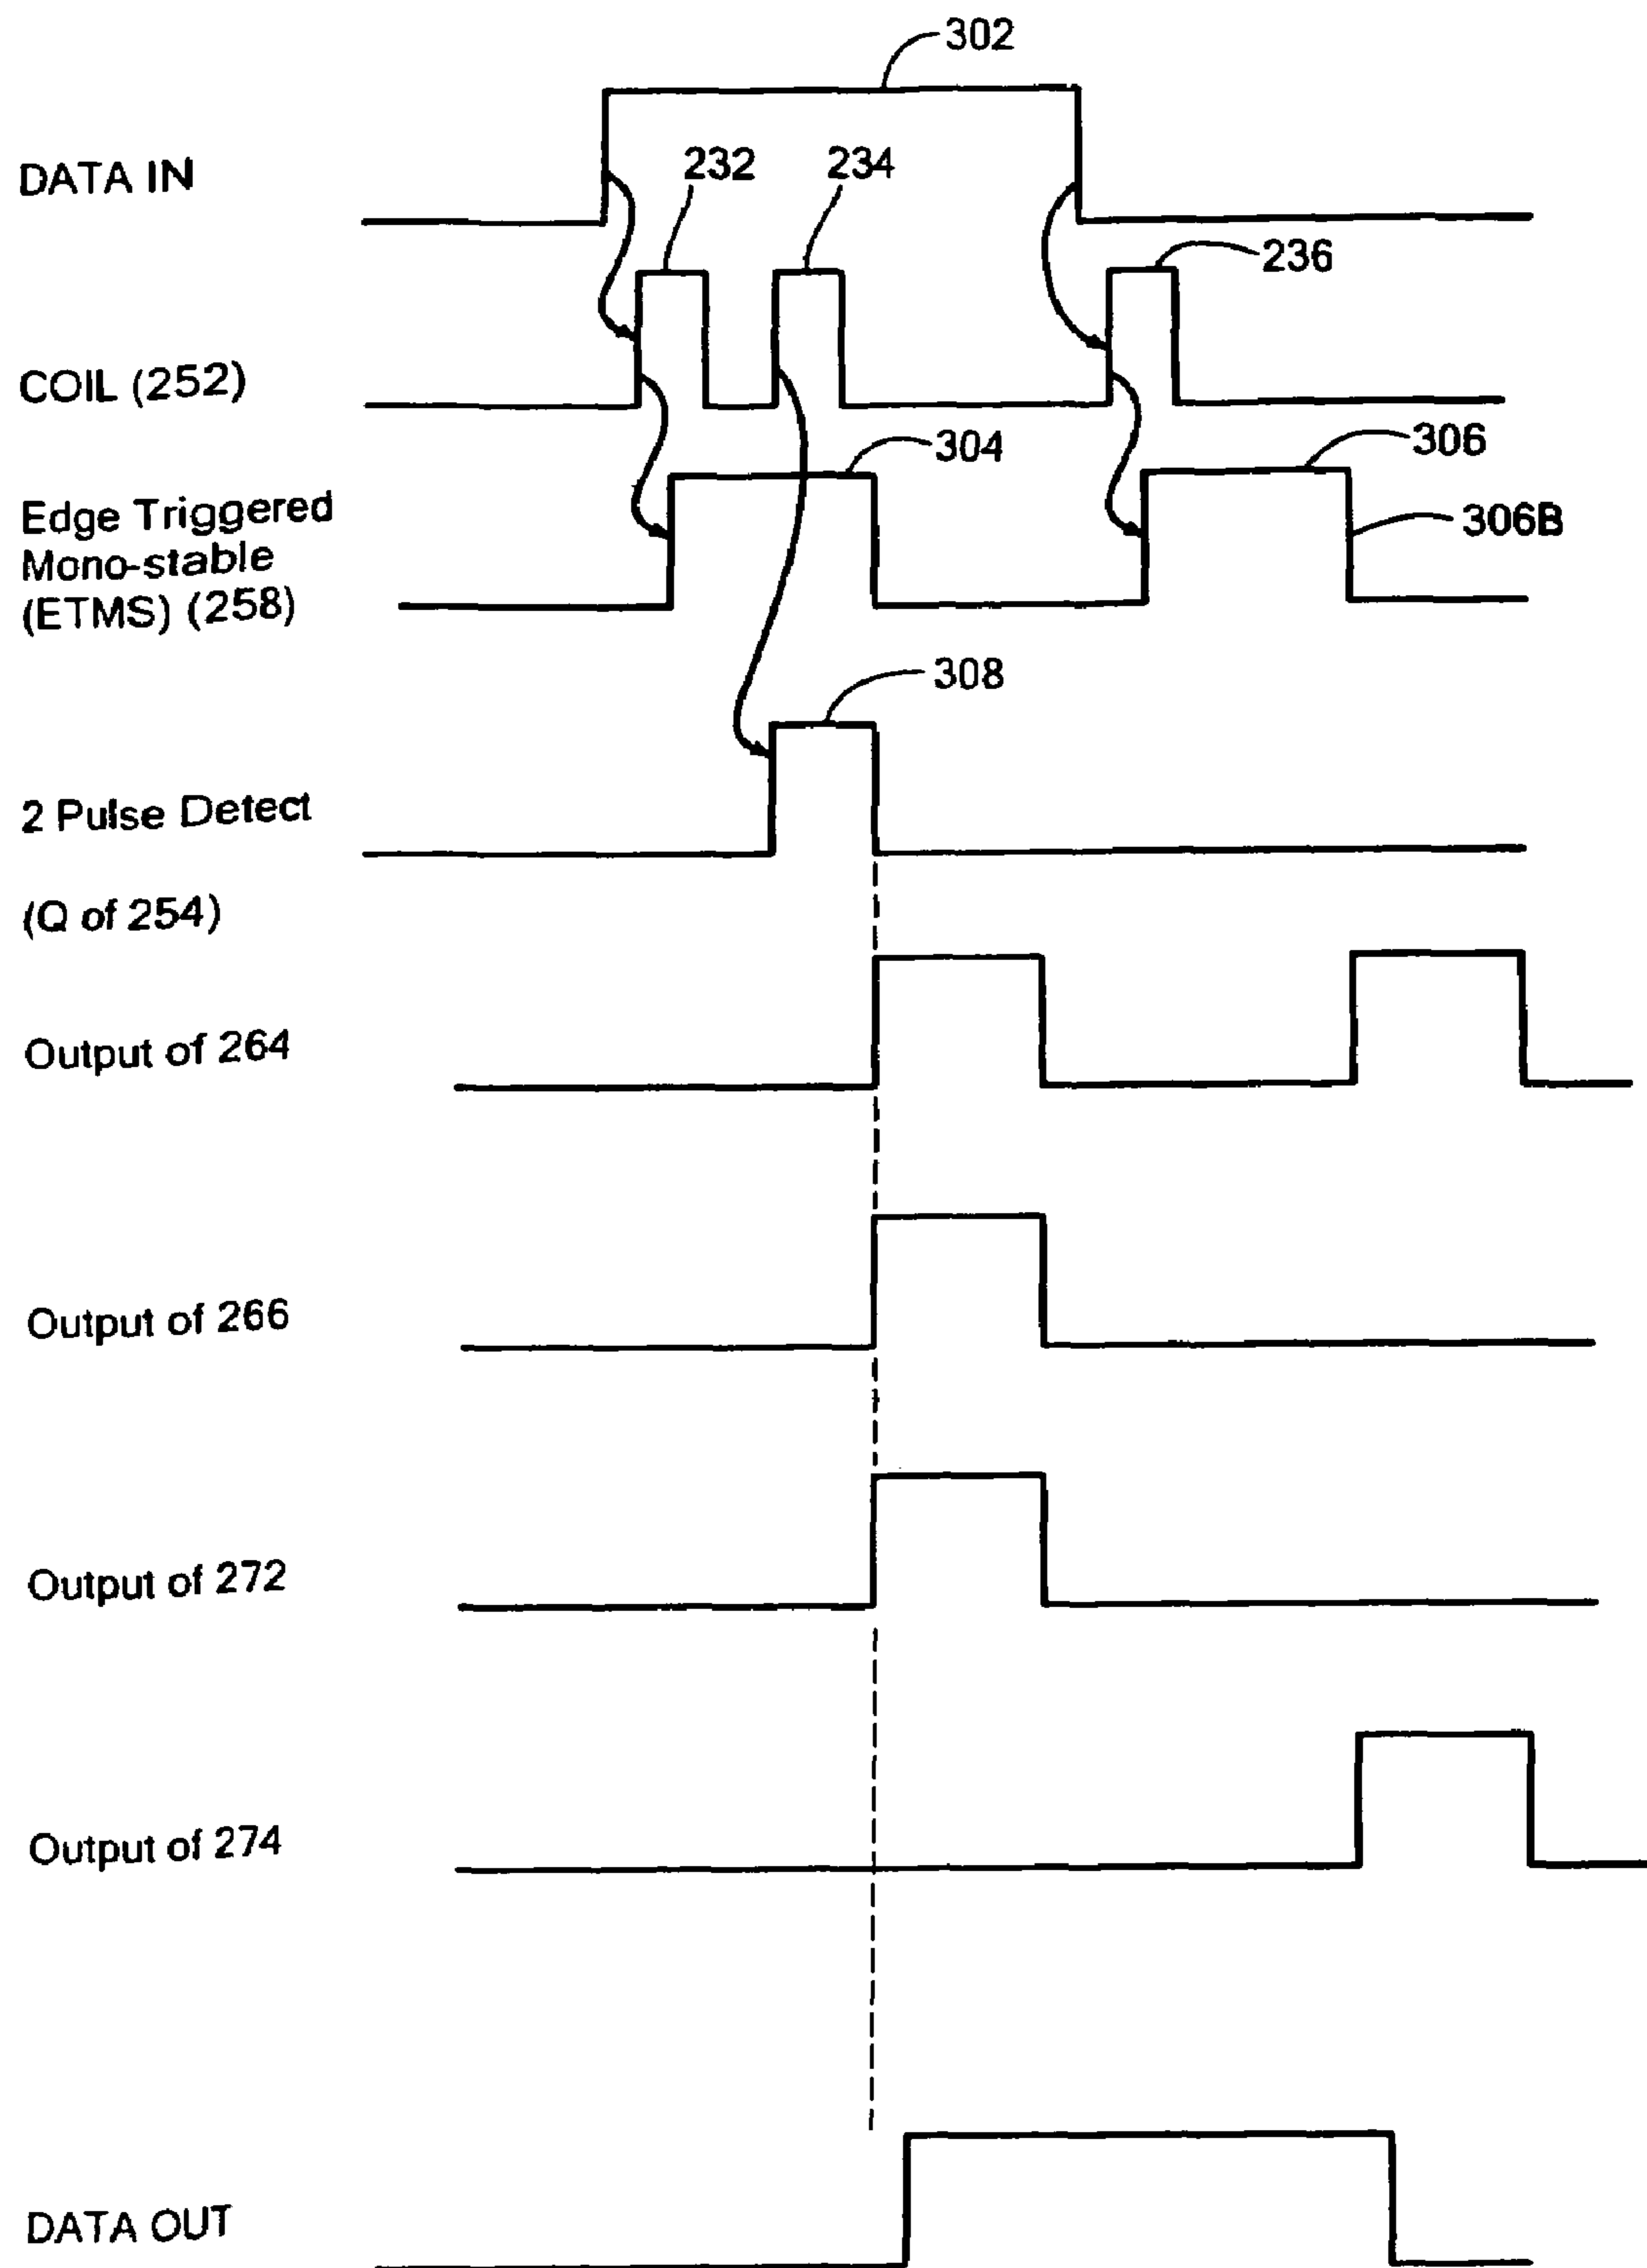 302
DATA IN
232
234
236
COIL (252)
304
306
Edge Triggered
Mono-stable
(ETMS) (258)
306B
308
2 Pulse Detect
(Q of 254)
Output of 264
Output of 266
Output of 272
Output of 274
DATA OUT